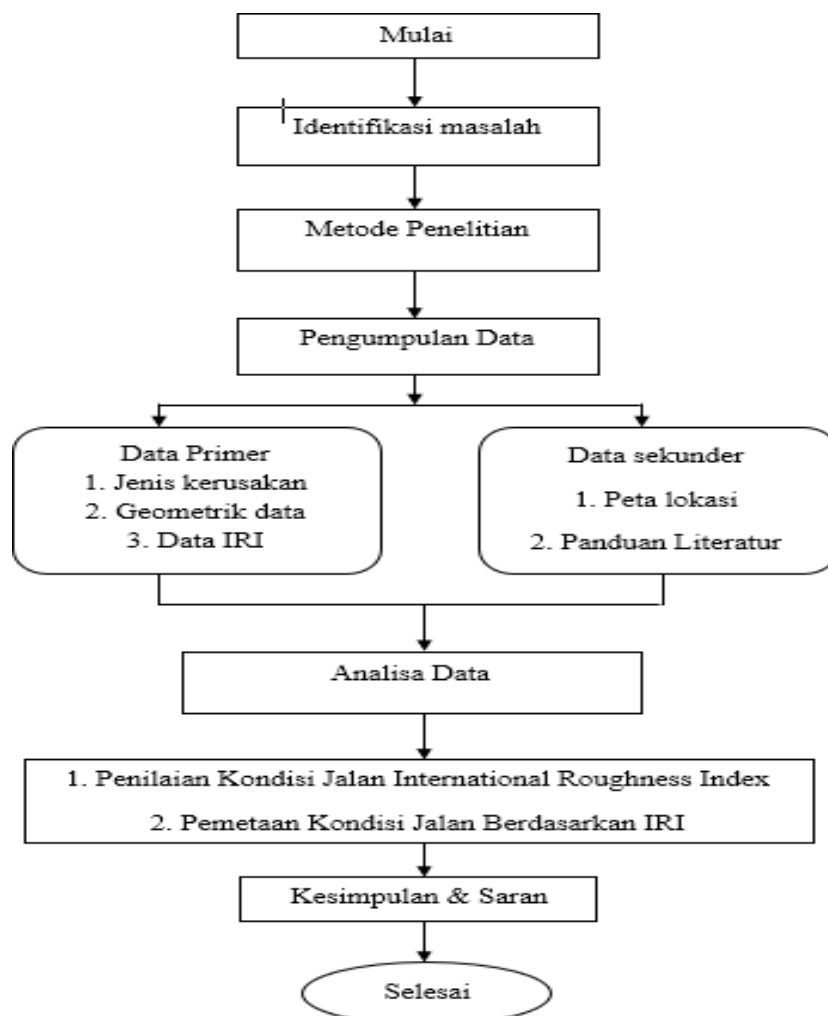 Mulai
Identifikasi masalah
Metode Penelitian
Pengumpulan Data
Data Primer
1. Jenis kerusakan
2. Geometrik data
3. Data IRI
Data sekunder
1. Peta lokasi
2. Panduan Literatur
Analisa Data
1. Penilaian Kondisi Jalan International Roughness Index
2. Pemetaan Kondisi Jalan Berdasarkan IRI
Kesimpulan & Saran
Selesai